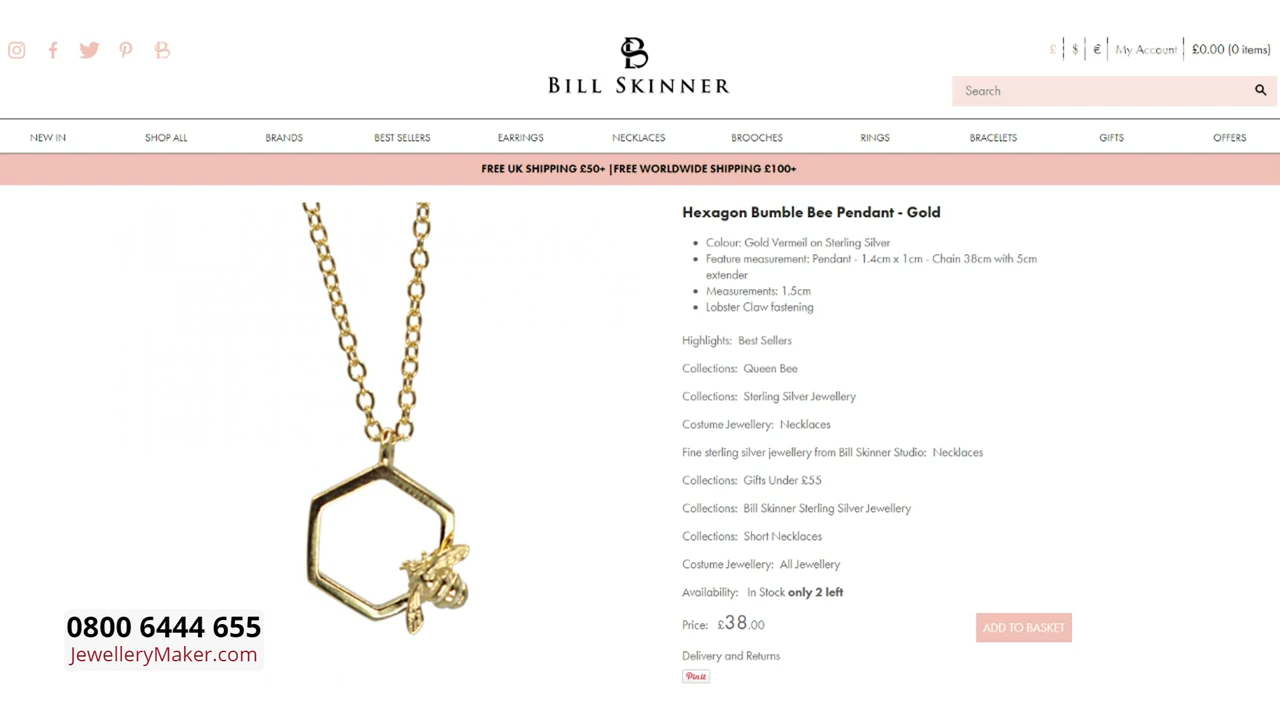 £ $ € My Account £0.00 (0 items)
B
BILL SKINNER
Search
NEW IN SHOP ALL BRANDS BEST SELLERS EARRINGS NECKLACES BROOCHES RINGS BRACELETS GIFTS OFFERS
FREE UK SHIPPING £50+ |FREE WORLDWIDE SHIPPING £100+
Hexagon Bumble Bee Pendant - Gold
Colour: Gold Vermeil on Sterling Silver
Feature measurement: Pendant - 1.4cm x 1cm - Chain 38cm with 5cm
extender
Measurements: 1.5cm
Lobster Claw fastening
Highlights: Best Sellers
Collections: Queen Bee
Collections: Sterling Silver Jewellery
Costume Jewellery: Necklaces
Fine sterling silver jewellery from Bill Skinner Studio: Necklaces
Collections: Gifts Under £55
Collections: Bill Skinner Sterling Silver Jewellery
Collections: Short Necklaces
Costume Jewellery: All Jewellery
Availability: In Stock only 2 left
Price: £38.00
ADD TO BASKET
Delivery and Returns
Pin it
0800 6444 655
JewelleryMaker.com